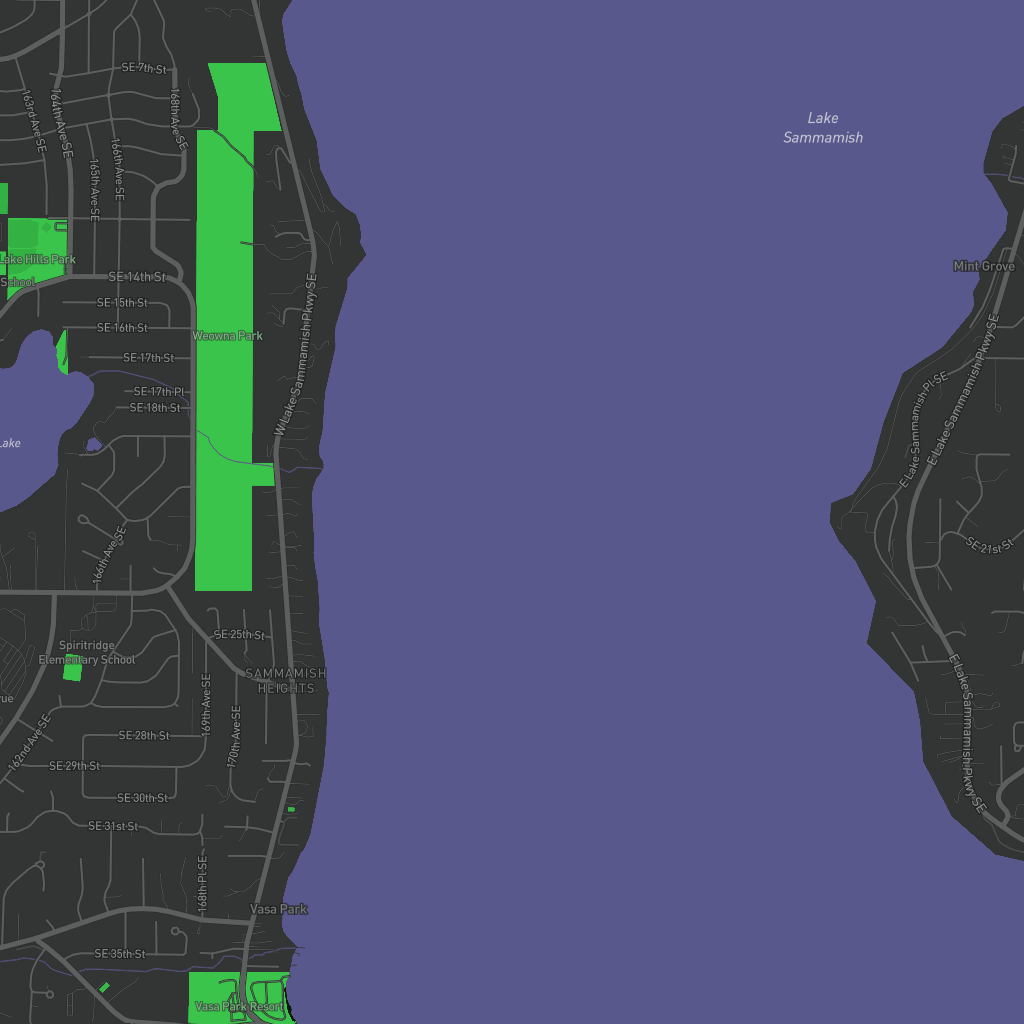 SE 7th St
168th Ave SE
163rd Ave SE
164th Ave SE
Lake
Sammamish
166th Ave SE
165th Ave SE
Lake Hills Park
School
SE 14th St
Mint Grove
SE 15th St
SE 16th St
Weowna Park
W Lake Sammamish Pkwy SE
SE 17th St
E Lake Sammamish Pkwy SE
E Lake Sammamish Pl SE
SE 17th Pl
SE 18th St
Lake
166th Ave SE
SE 21st St
SE 25th St
Spiritridge
Elementary School
SAMMAMISH
HEIGHTS
rue
169th Ave SE
170th Ave SE
162nd Ave SE
E Lake Sammamish Pkwy SE
SE 28th St
SE 29th St
SE 30th St
SE 31st St
168th Pl SE
Vasa Park
SE 35th St
Vasa Park Resort